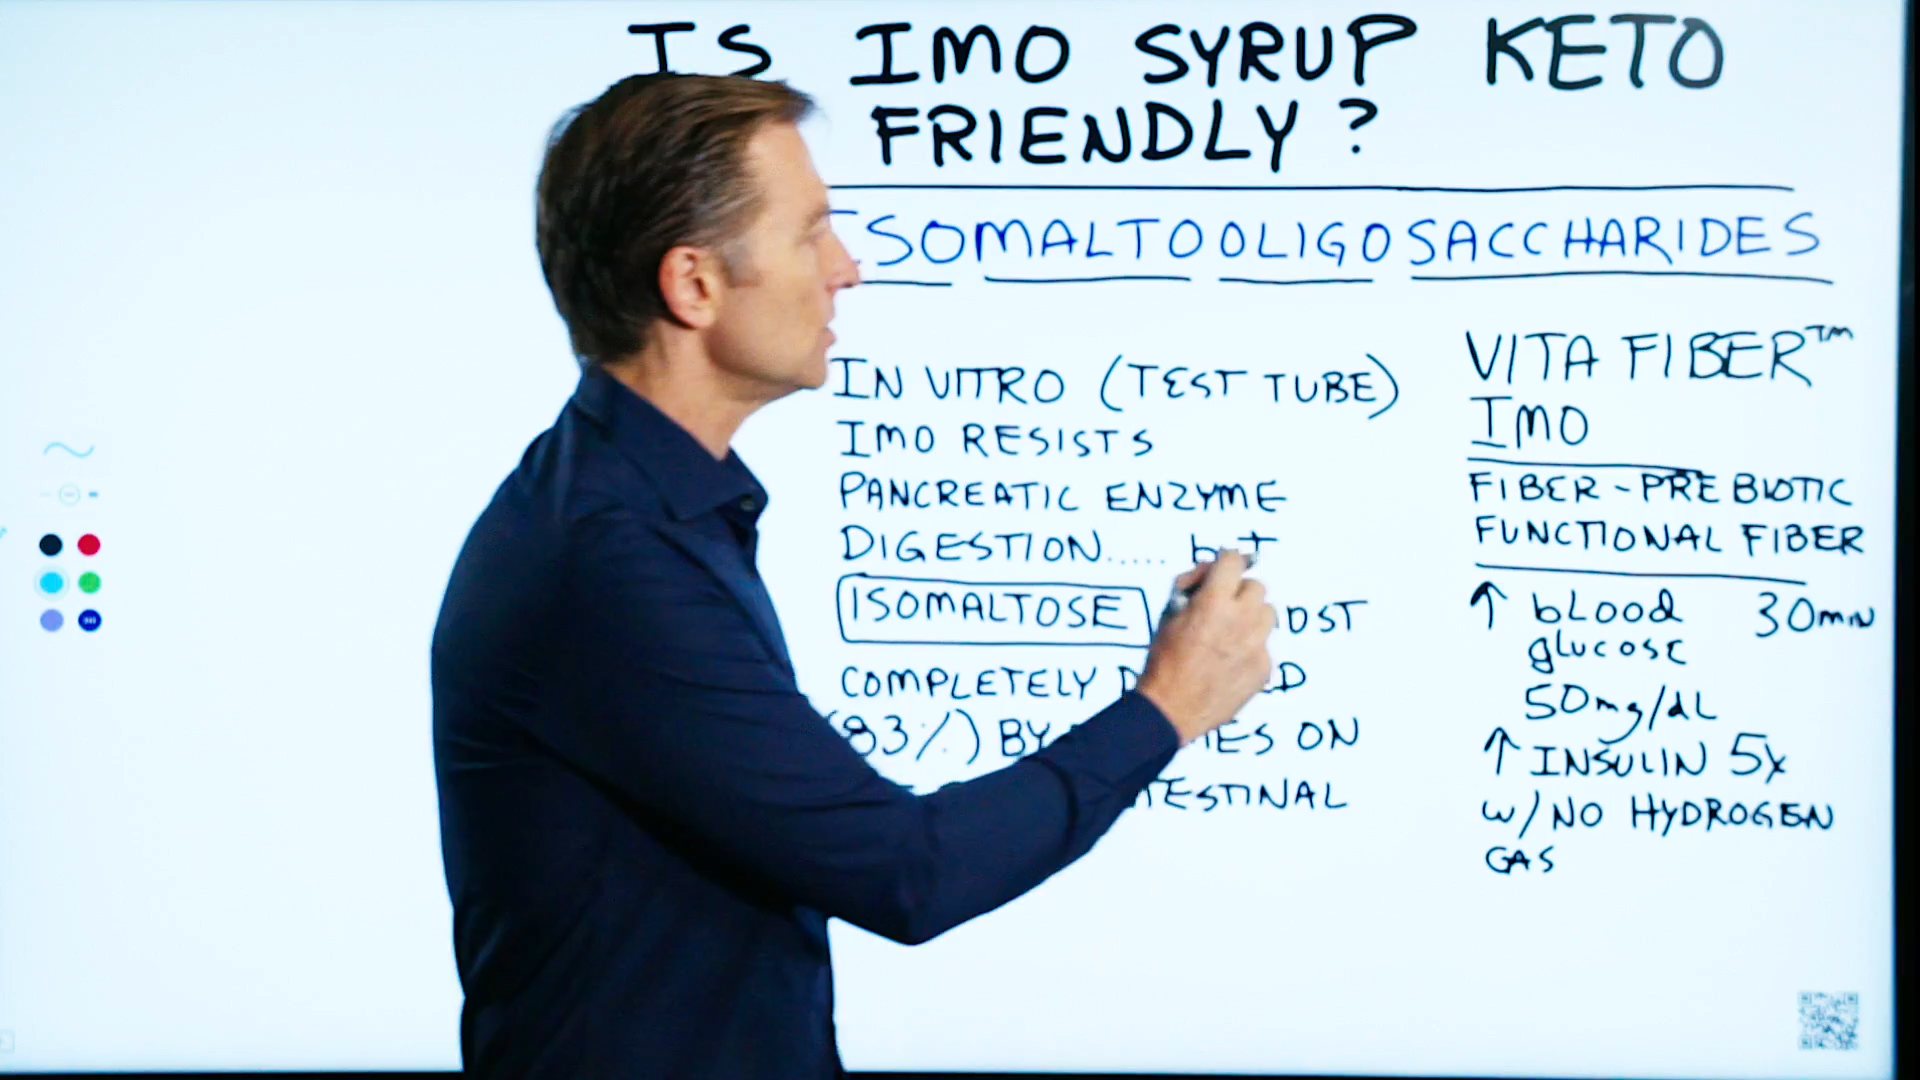 IS IMO SYRUP KETO
FRIENDLY?
ISOMALTOOLIGOSACCHARIDES
IN VITRO (TEST TUBE)
IMO RESISTS
PANCREATIC ENZYME
DIGESTION..... but
ISOMALTOSE
COMPLETELY
(83%) BY ON
VITA FIBER™
IMO
FIBER - PREBIOTIC
FUNCTIONAL FIBER
↑ blood 30min
glucose
50mg/dL
↑ INSULIN 5x
w/ NO HYDROGEN
GAS